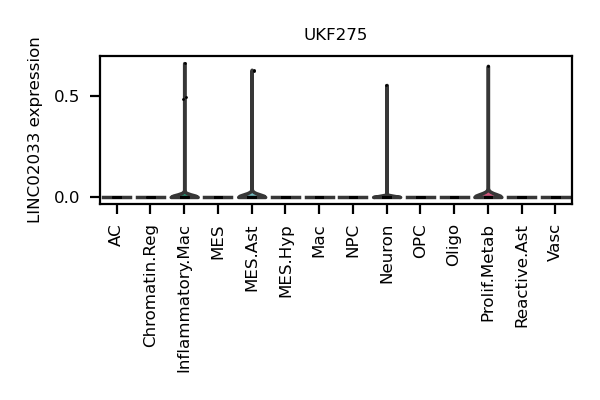 UKF275
LINC02033 expression
0.5
0.0
AC
Chromatin.Reg
Inflammatory.Mac
MES
MES.Ast
MES.Hyp
Mac
NPC
Neuron
OPC
Oligo
Prolif.Metab
Reactive.Ast
Vasc